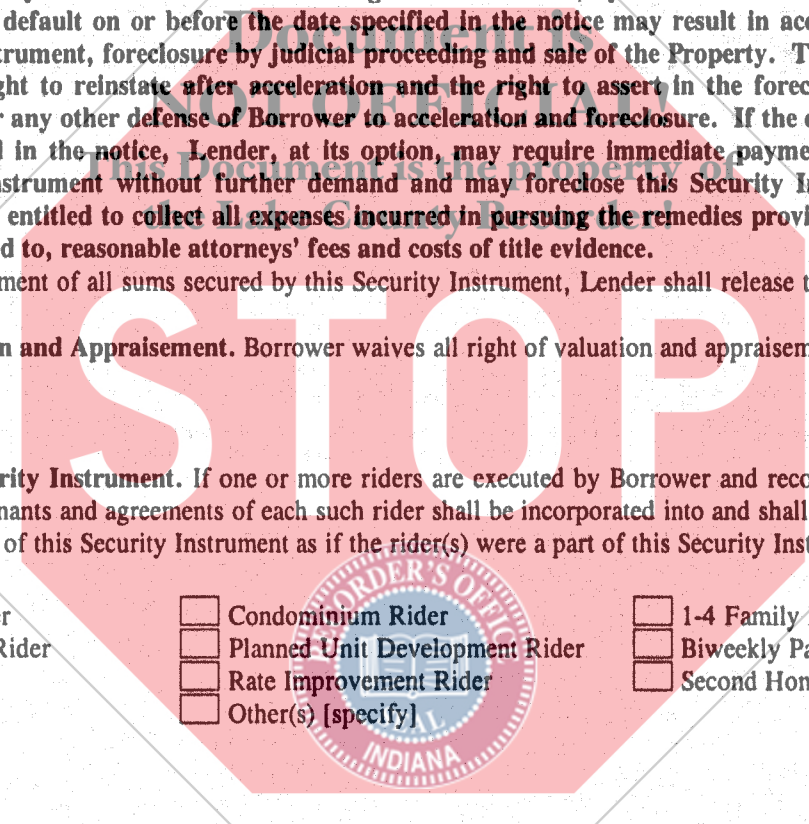 default on or before the date specified in the notice may result in acc
trument, foreclosure by judicial proceeding and sale of the Property. T
ght to reinstate after acceleration and the right to assert in the forec
r any other defense of Borrower to acceleration and foreclosure. If the
d in the notice, Lender, at its option, may require immediate payme
nstrument without further demand and may foreclose this Security I
entitled to collect all expenses incurred in pursuing the remedies provi
d to, reasonable attorneys' fees and costs of title evidence.
ment of all sums secured by this Security Instrument, Lender shall release t
n and Appraisement. Borrower waives all right of valuation and appraisem
rity Instrument. If one or more riders are executed by Borrower and reco
nants and agreements of each such rider shall be incorporated into and shall
of this Security Instrument as if the rider(s) were a part of this Security Inst
er
Rider
Condominium Rider
Planned Unit Development Rider
Rate Improvement Rider
Other(s) [specify]
1-4 Family
Biweekly Pa
Second Hom
Document is
NOT OFFICIAL!
This Document is the property of
the Lake County Recorder!
STOP
RECORDER'S OFFICE
SEAL
INDIANA